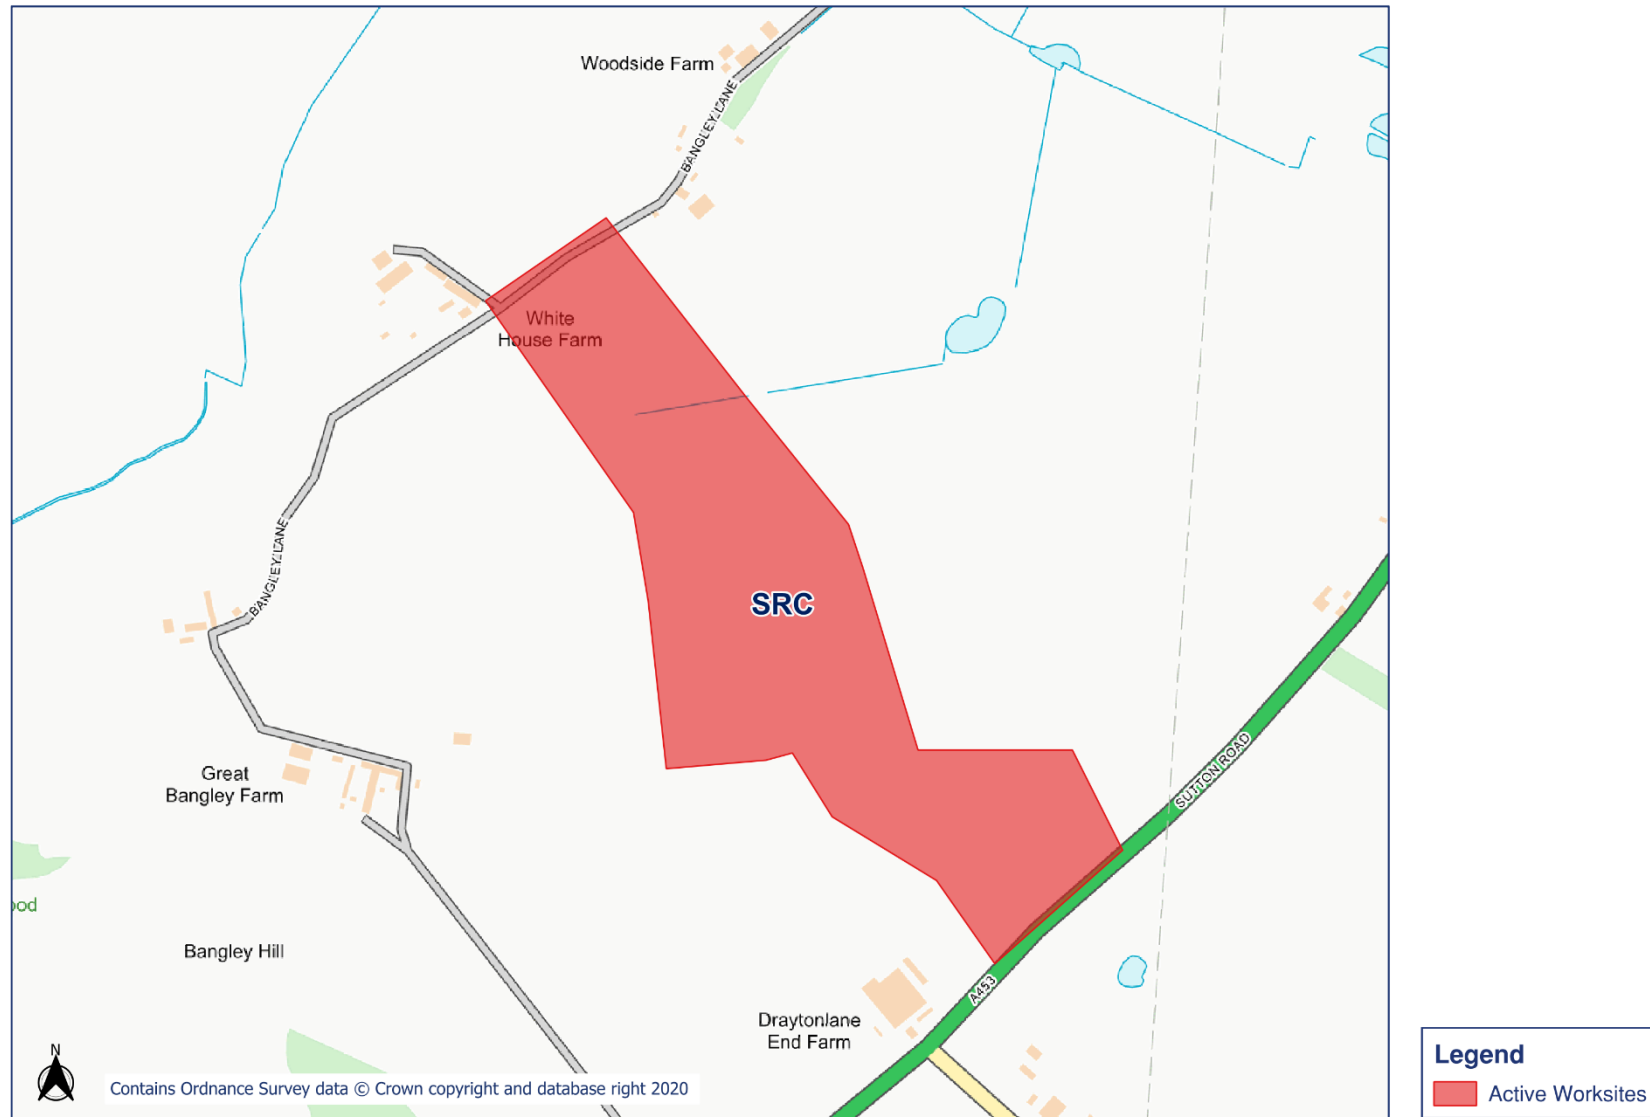 Woodside Farm
BANGLEY LANE
White
House Farm
SRC
BANGLEY LANE
SUTTON ROAD
Great
Bangley Farm
ood
Bangley Hill
A453
Draytonlane
End Farm
N
Contains Ordnance Survey data © Crown copyright and database right 2020
Legend
Active Worksites